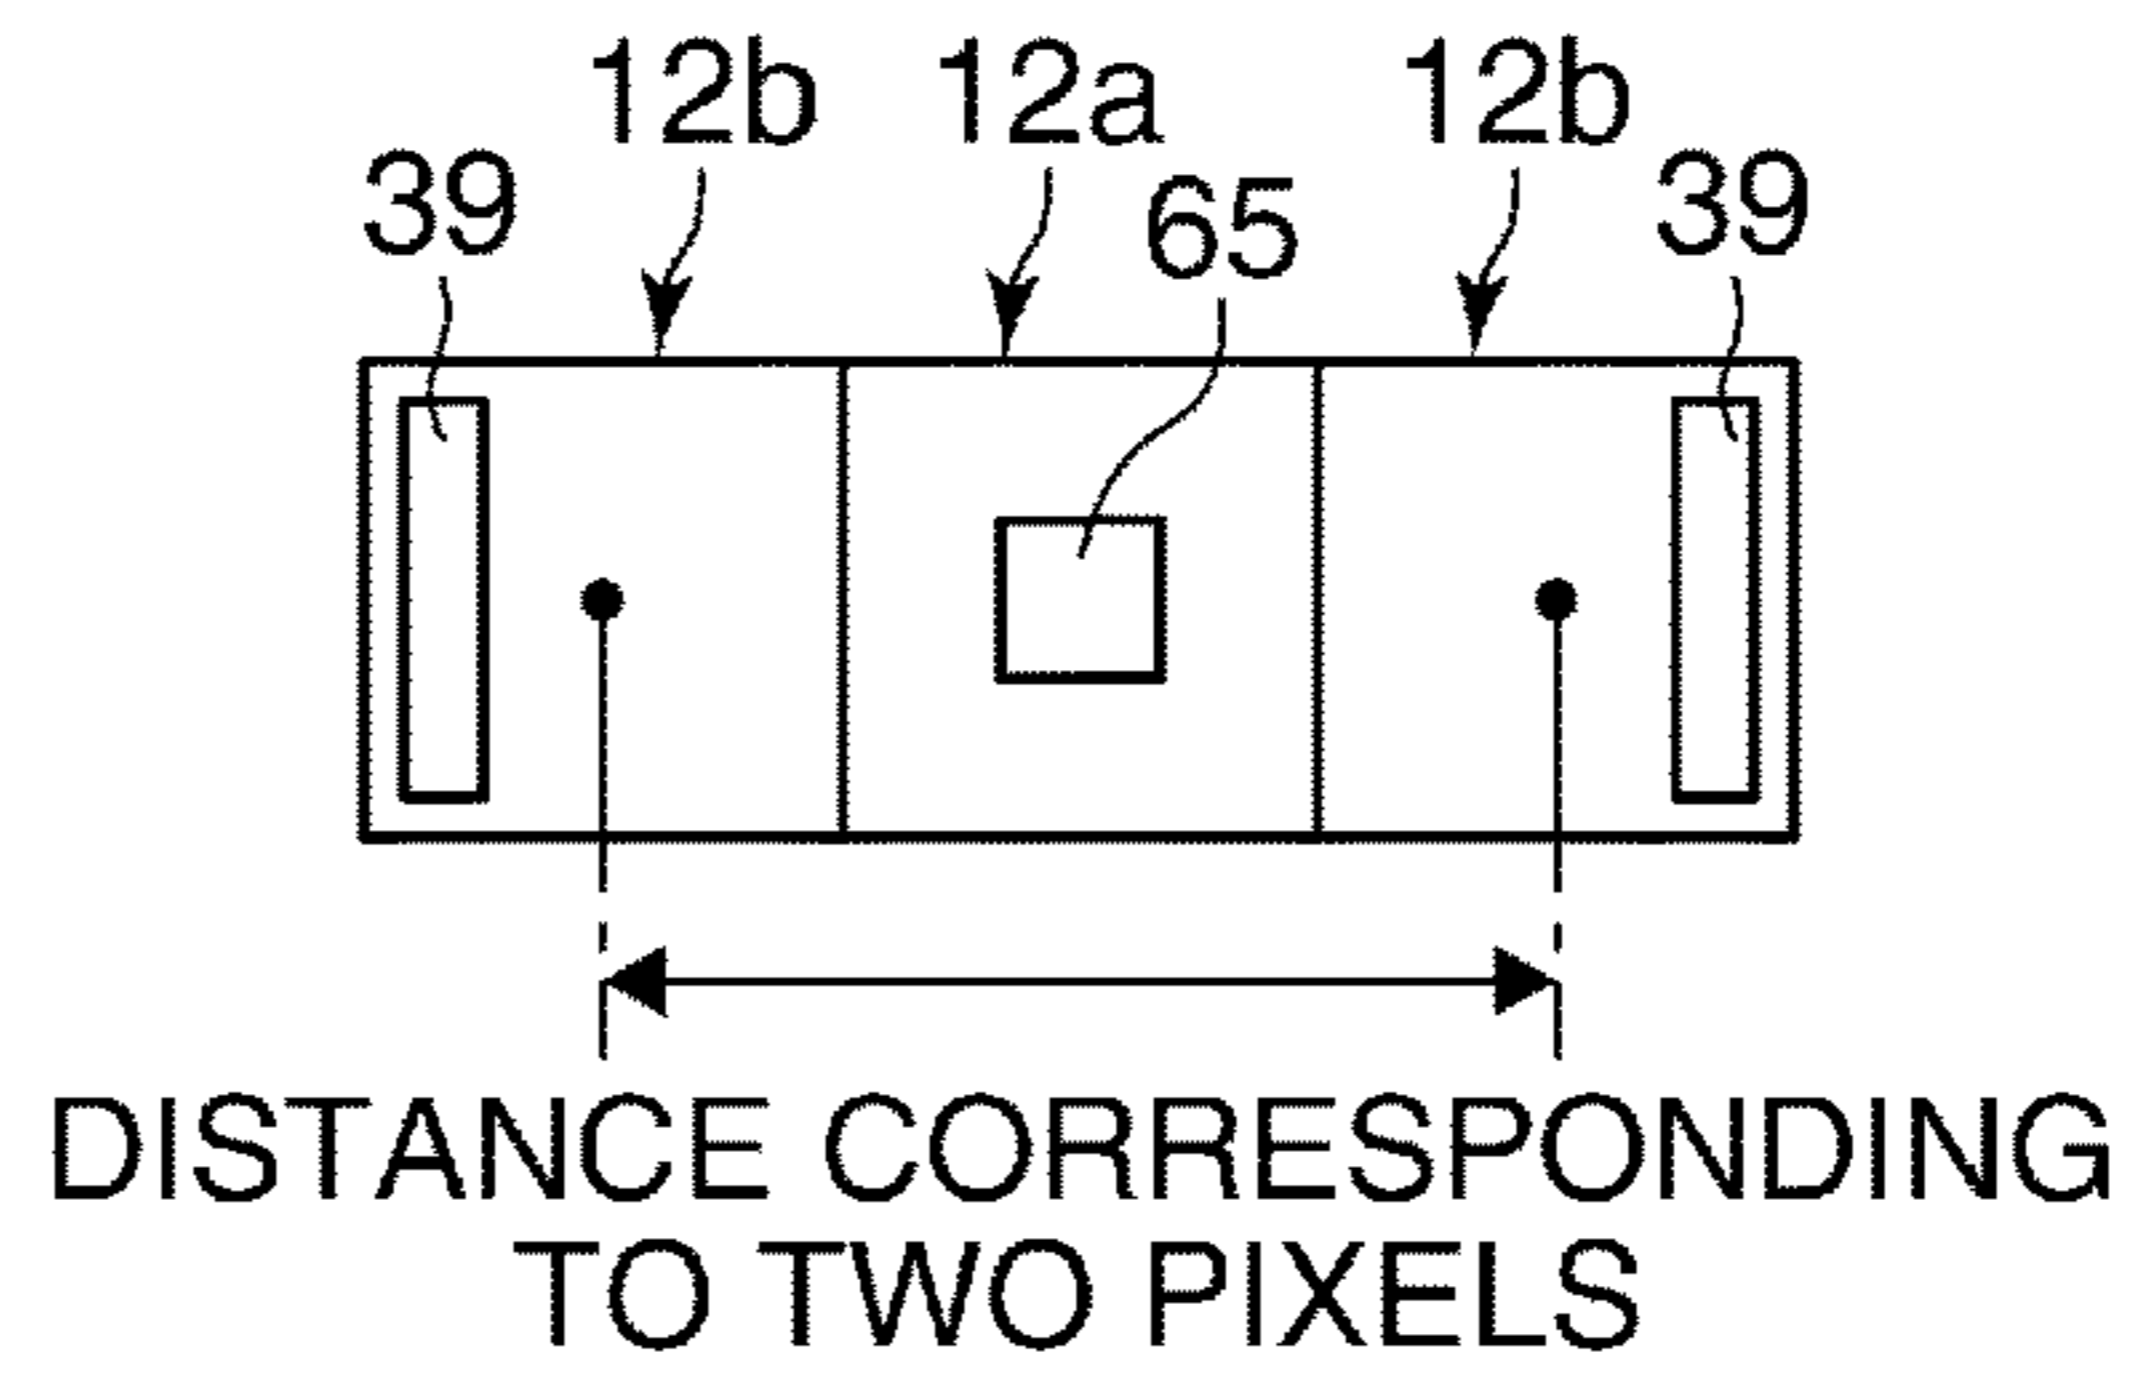 12b 12a 12b
39 65 39
DISTANCE CORRESPONDING
TO TWO PIXELS